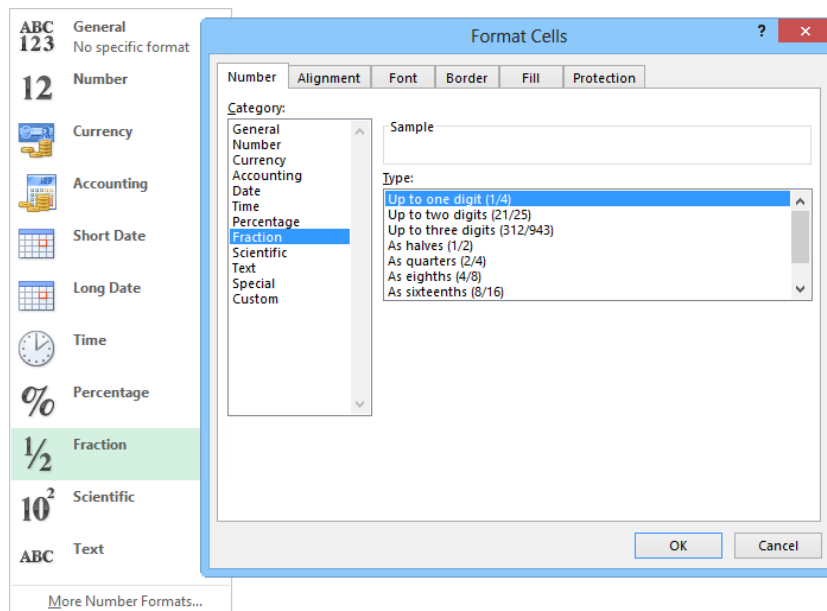 ABC
123
General
No specific format
12
Number
Currency
Accounting
Short Date
Long Date
Time
%
Percentage
1/2
Fraction
10²
Scientific
ABC
Text
More Number Formats...
Format Cells
?
×
Number
Alignment
Font
Border
Fill
Protection
Category:
General
Number
Currency
Accounting
Date
Time
Percentage
Fraction
Scientific
Text
Special
Custom
Sample
Type:
Up to one digit (1/4)
Up to two digits (21/25)
Up to three digits (312/943)
As halves (1/2)
As quarters (2/4)
As eighths (4/8)
As sixteenths (8/16)
OK
Cancel